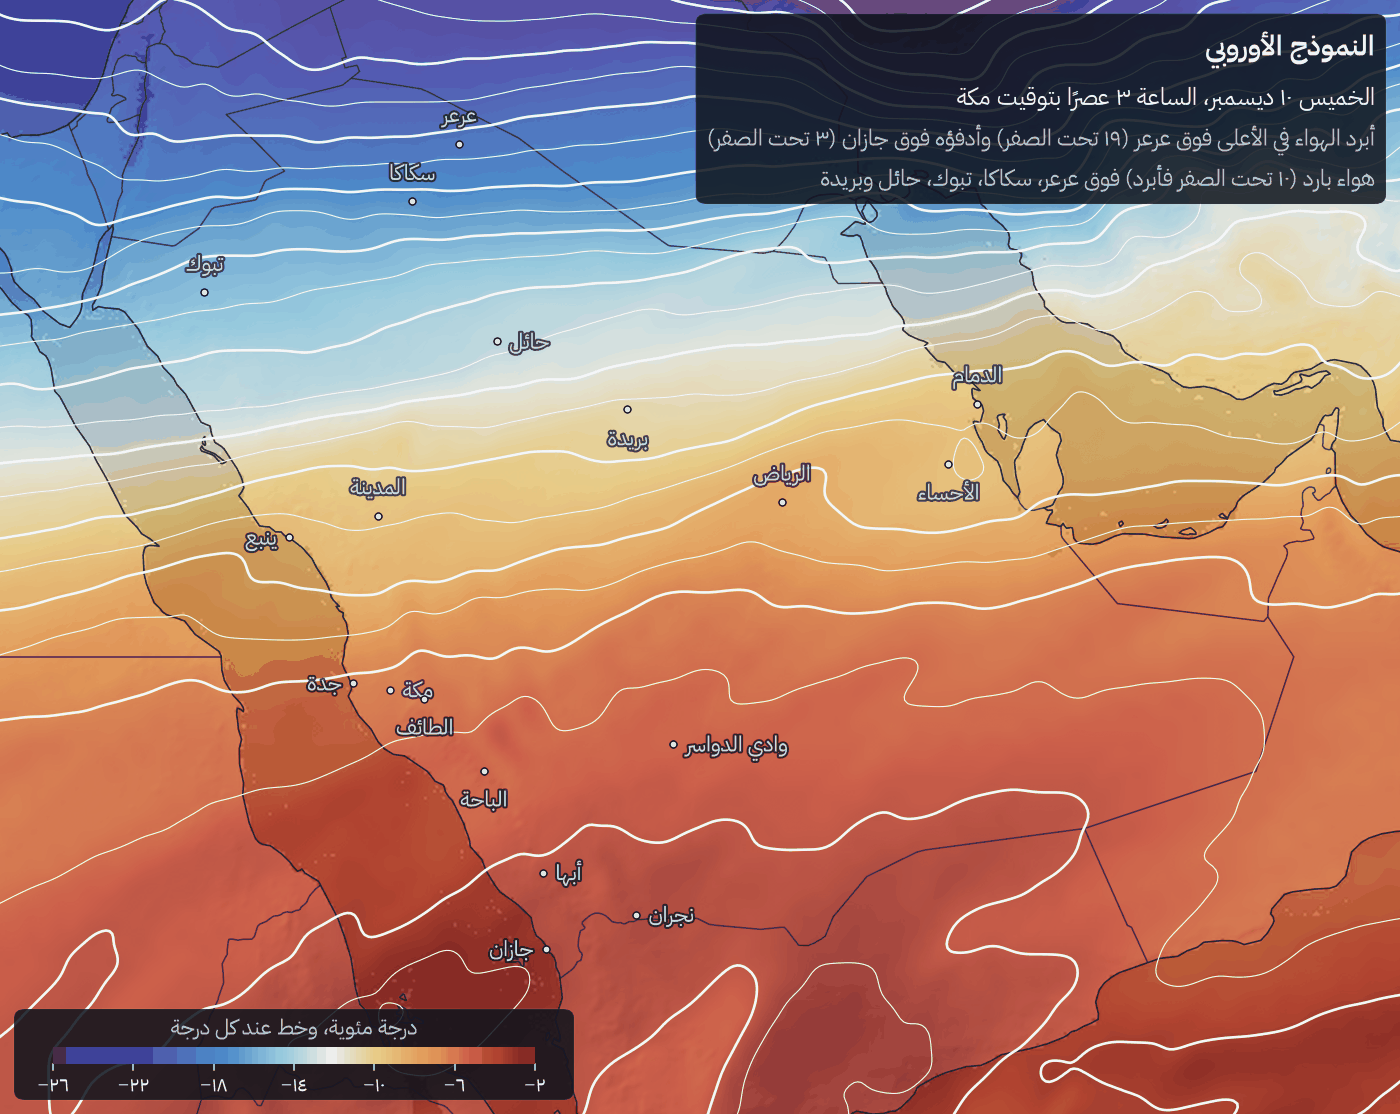 النموذج الأوروبي
الخميس ١٠ ديسمبر، الساعة ٣ عصرًا بتوقيت مكة
أبرد الهواء في الأعلى فوق عرعر (١٩ تحت الصفر) وأدفؤه فوق جازان (٣ تحت الصفر)
هواء بارد (١٠ تحت الصفر فأبرد) فوق عرعر، سكاكا، تبوك، حائل وبريدة
عرعر
سكاكا
تبوك
حائل
الدمام
بريدة
الرياض
المدينة
الأحساء
ينبع
جدة
مكة
الطائف
وادي الدواسر
الباحة
أبها
نجران
جازان
درجة مئوية، وخط عند كل درجة
−٢٦ −٢٢ −١٨ −١٤ −١٠ −٦ −٢